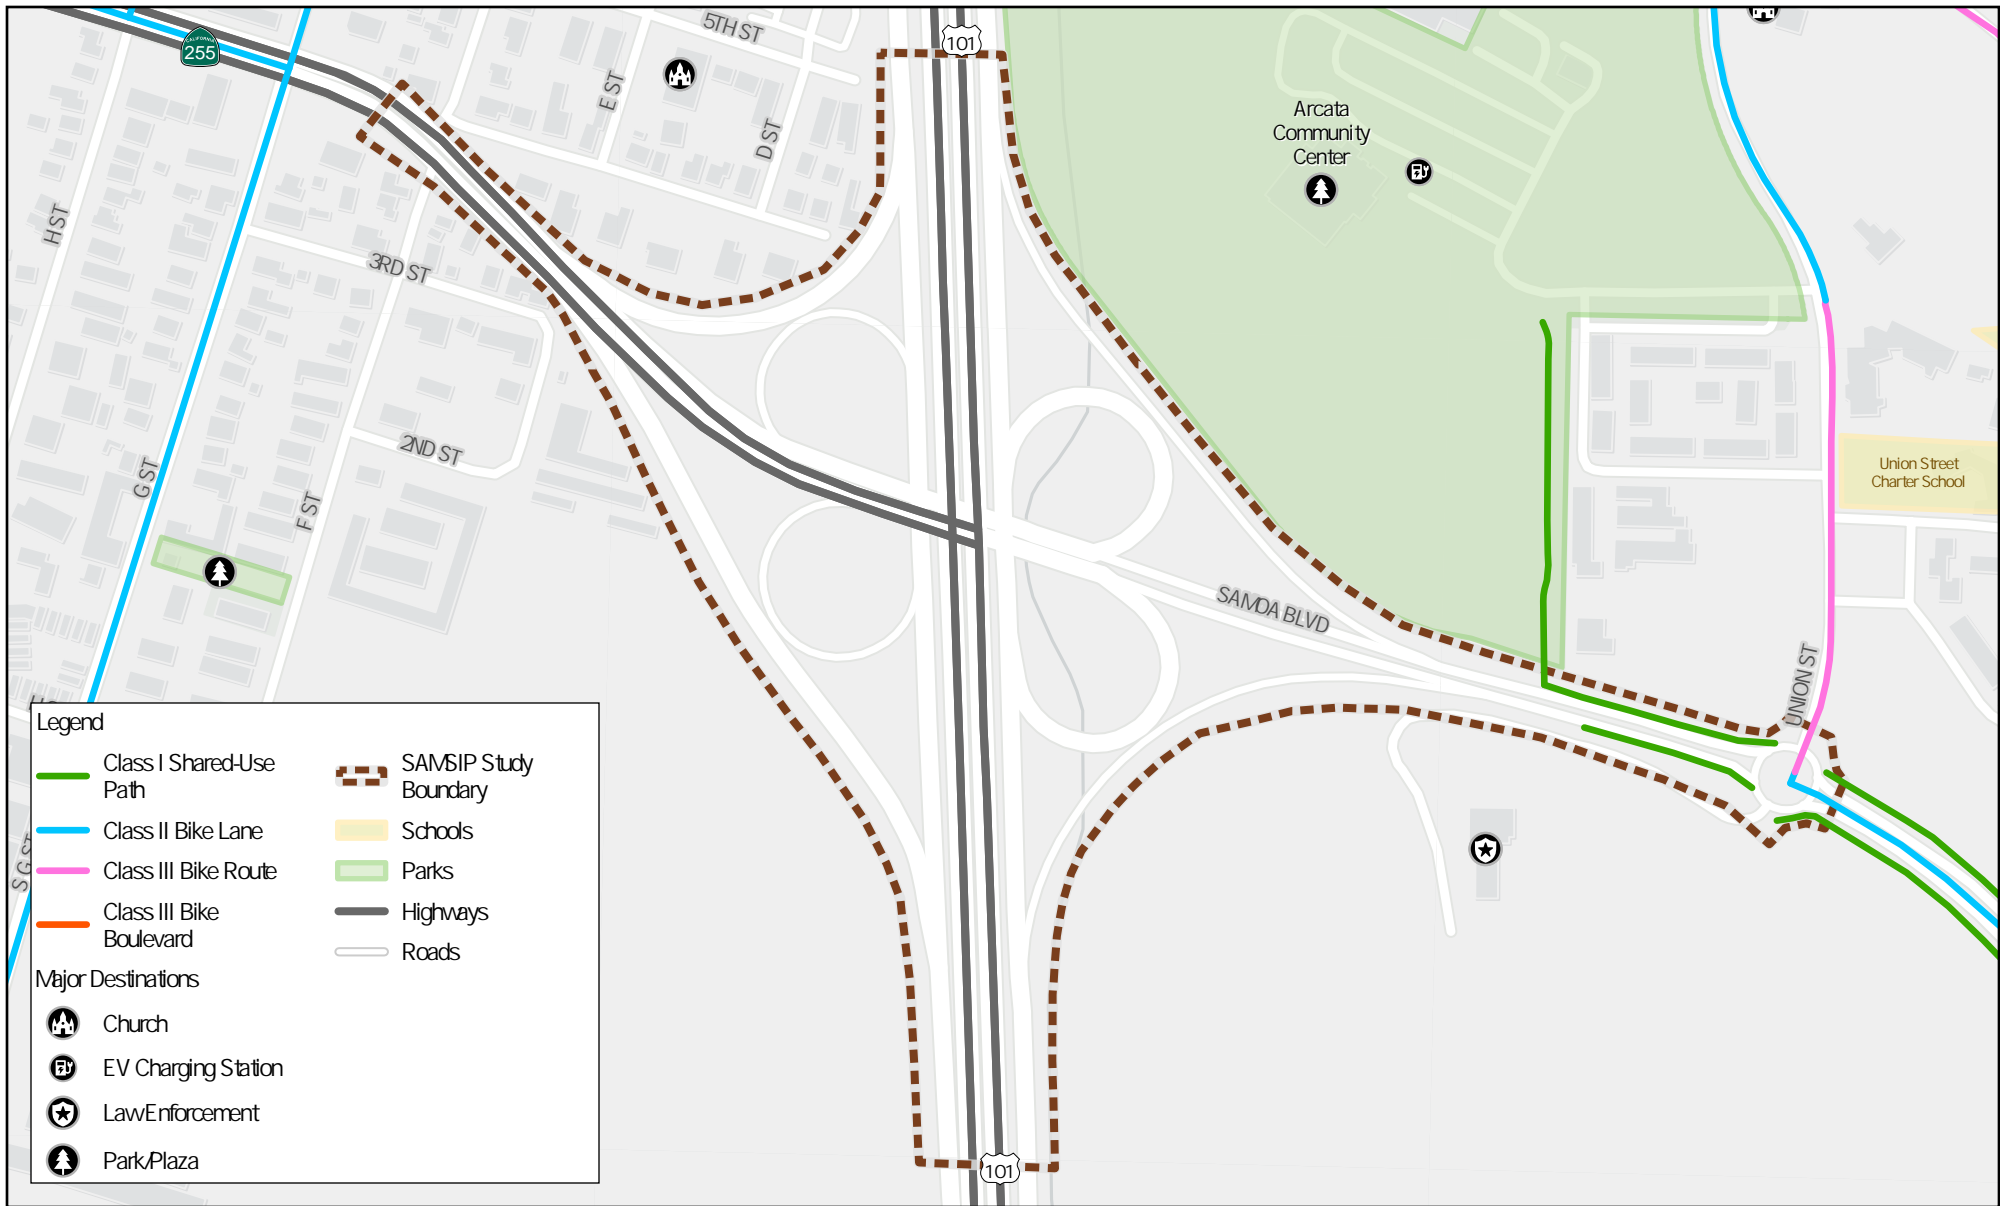 CALIFORNIA
255
5TH ST
101
E ST
D ST
Arcata
Community
Center
H ST
3RD ST
G ST
2ND ST
F ST
Union Street
Charter School
SAMOA BLVD
UNION ST
S G ST
Legend
Class I Shared-Use
Path
Class II Bike Lane
Class III Bike Route
Class III Bike
Boulevard
SAMSIP Study
Boundary
Schools
Parks
Highways
Roads
Major Destinations
Church
EV Charging Station
Law Enforcement
Park/Plaza
101